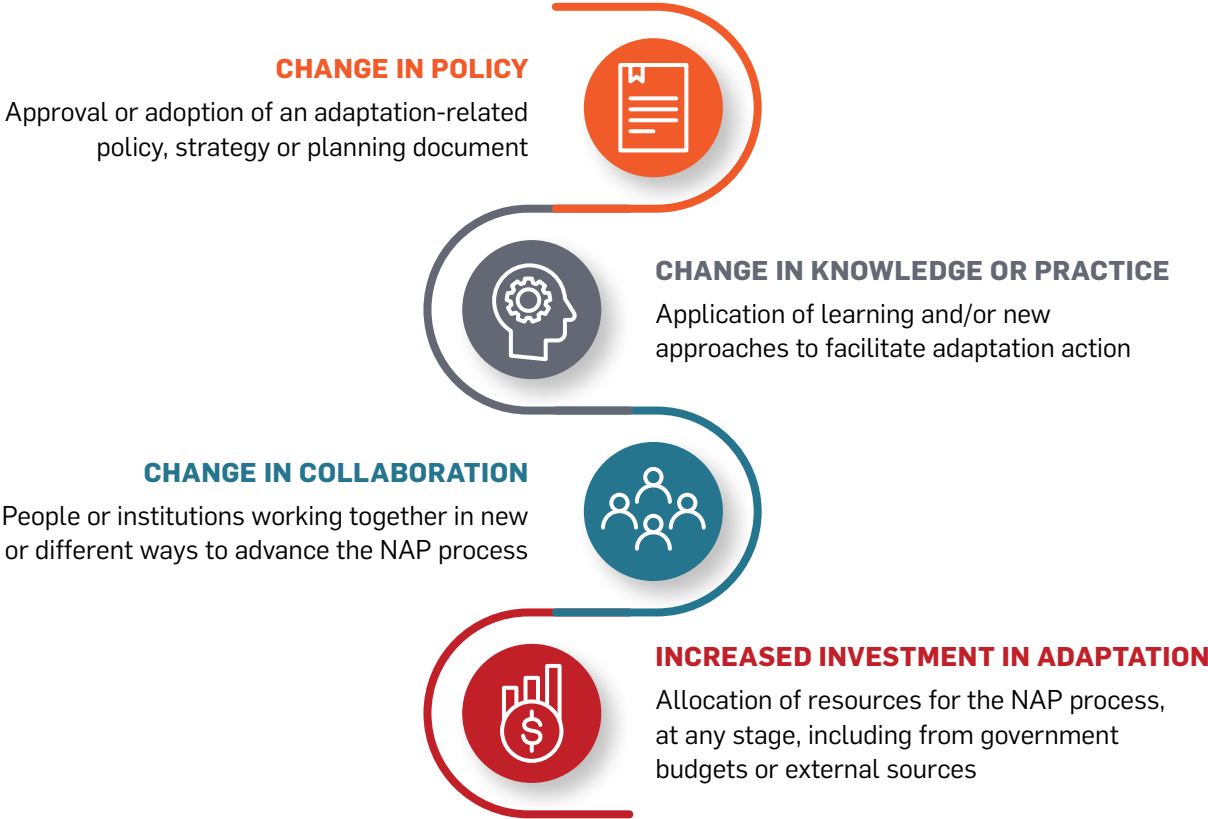 CHANGE IN POLICY
Approval or adoption of an adaptation-related
policy, strategy or planning document
CHANGE IN KNOWLEDGE OR PRACTICE
Application of learning and/or new
approaches to facilitate adaptation action
CHANGE IN COLLABORATION
People or institutions working together in new
or different ways to advance the NAP process
$
INCREASED INVESTMENT IN ADAPTATION
Allocation of resources for the NAP process,
at any stage, including from government
budgets or external sources